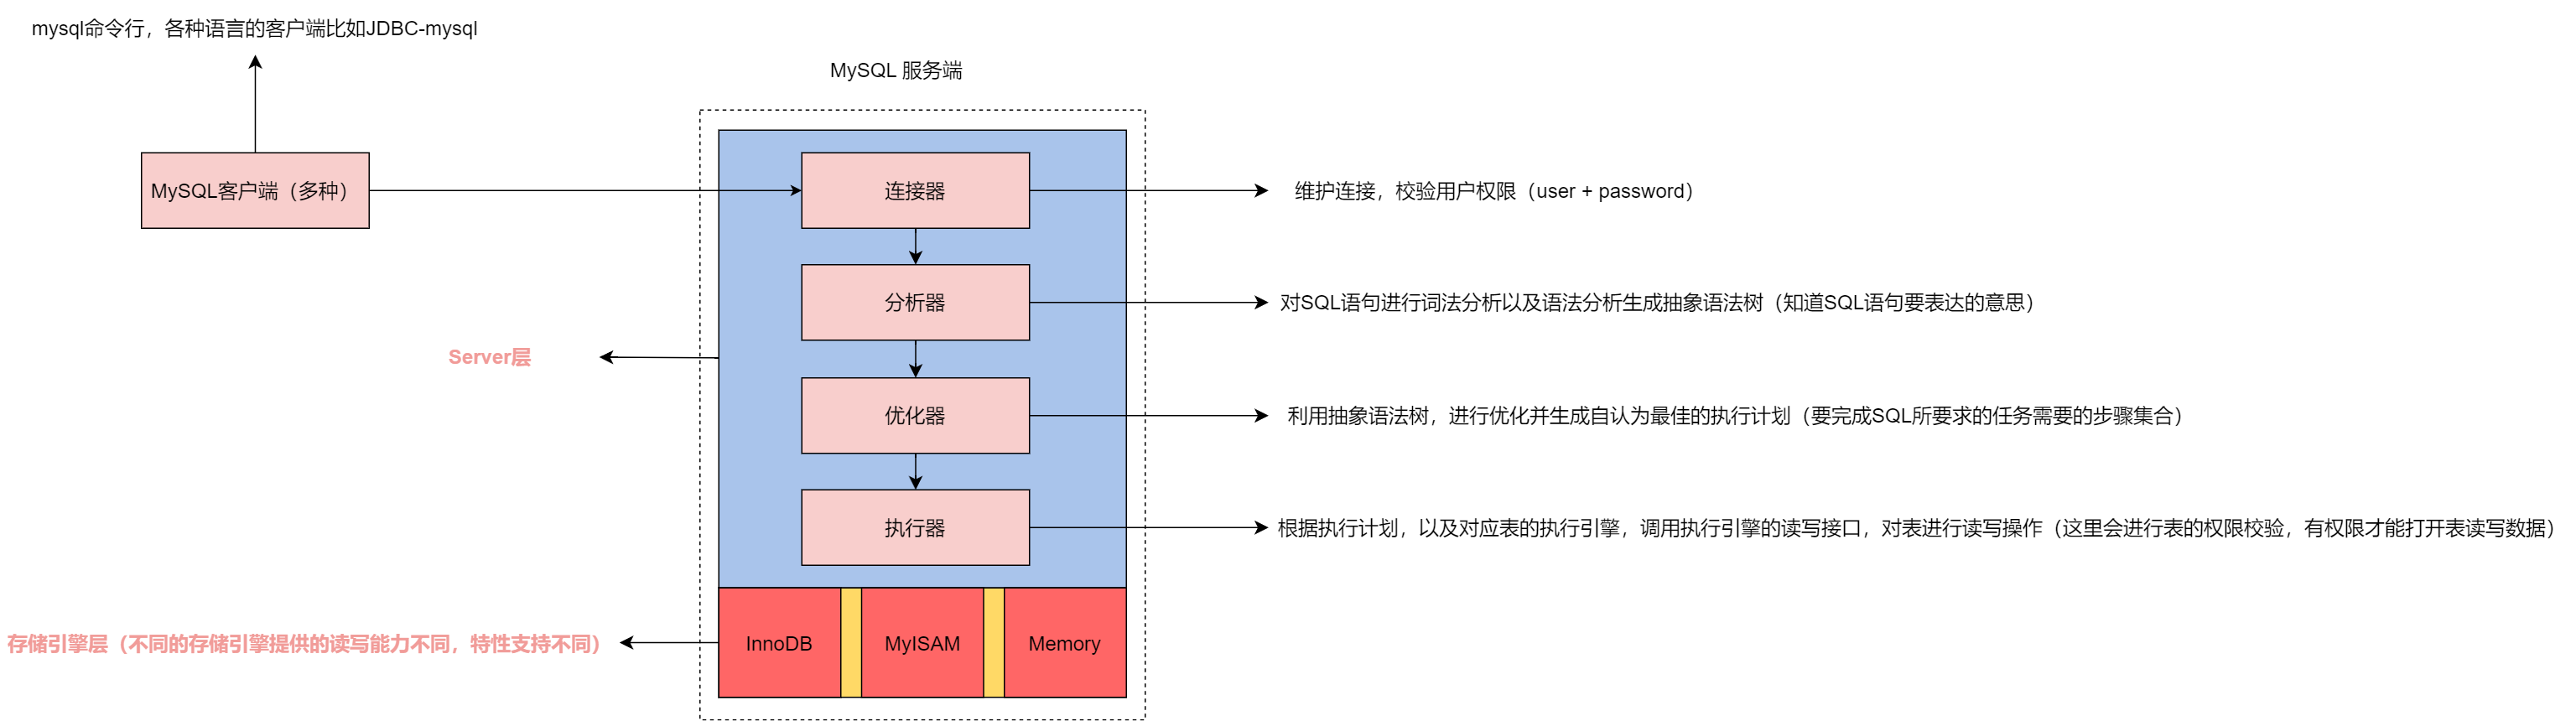 mysql命令行，各种语言的客户端比如JDBC-mysql
MySQL 服务端
MySQL客户端（多种）
连接器
维护连接，校验用户权限（user + password）
分析器
对SQL语句进行词法分析以及语法分析生成抽象语法树（知道SQL语句要表达的意思）
Server层
优化器
利用抽象语法树，进行优化并生成自认为最佳的执行计划（要完成SQL所要求的任务需要的步骤集合）
执行器
根据执行计划，以及对应表的执行引擎，调用执行引擎的读写接口，对表进行读写操作（这里会进行表的权限校验，有权限才能打开表读写数据）
存储引擎层（不同的存储引擎提供的读写能力不同，特性支持不同）
InnoDB
MyISAM
Memory